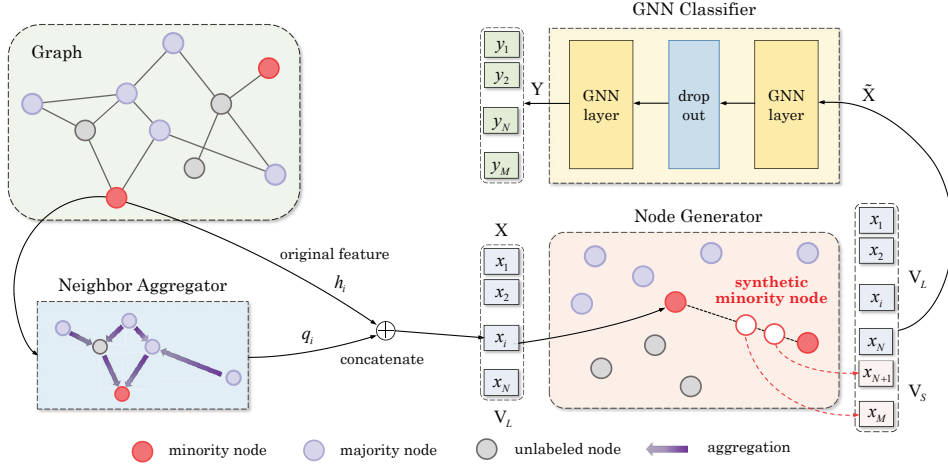 GNN Classifier
Graph
y1
y2
yN
yM
Y
GNN
layer
drop
out
GNN
layer
X̃
original feature
hi
Neighbor Aggregator
qi
concatenate
X
x1
x2
xi
xN
VL
Node Generator
synthetic
minority node
x1
x2
xi
xN
xN+1
xM
VL
VS
minority node
majority node
unlabeled node
aggregation